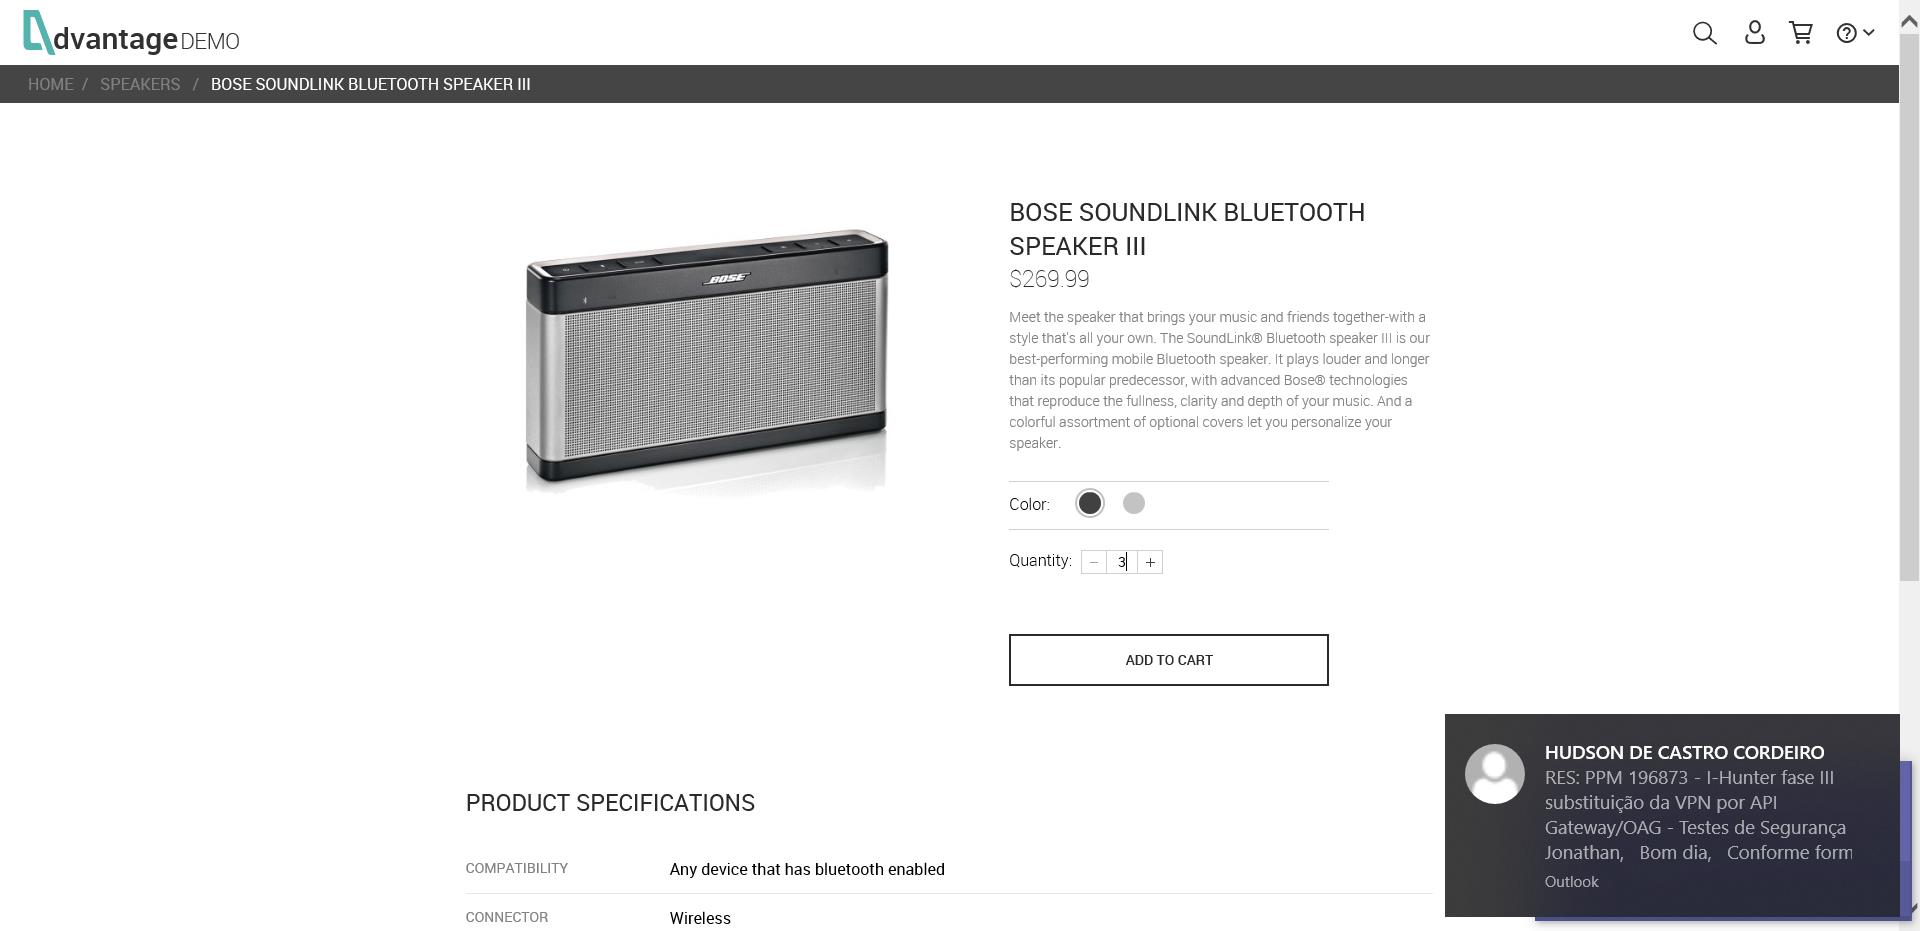 dvantage DEMO
HOME / SPEAKERS / BOSE SOUNDLINK BLUETOOTH SPEAKER III
BOSE
BOSE SOUNDLINK BLUETOOTH
SPEAKER III
$269.99
Meet the speaker that brings your music and friends together-with a
style that's all your own. The SoundLink® Bluetooth speaker III is our
best-performing mobile Bluetooth speaker. It plays louder and longer
than its popular predecessor, with advanced Bose® technologies
that reproduce the fullness, clarity and depth of your music. And a
colorful assortment of optional covers let you personalize your
speaker.
Color:
Quantity: − 3 +
ADD TO CART
PRODUCT SPECIFICATIONS
COMPATIBILITY Any device that has bluetooth enabled
CONNECTOR Wireless
HUDSON DE CASTRO CORDEIRO
RES: PPM 196873 - I-Hunter fase III
substituição da VPN por API
Gateway/OAG - Testes de Segurança
Jonathan, Bom dia, Conforme form
Outlook